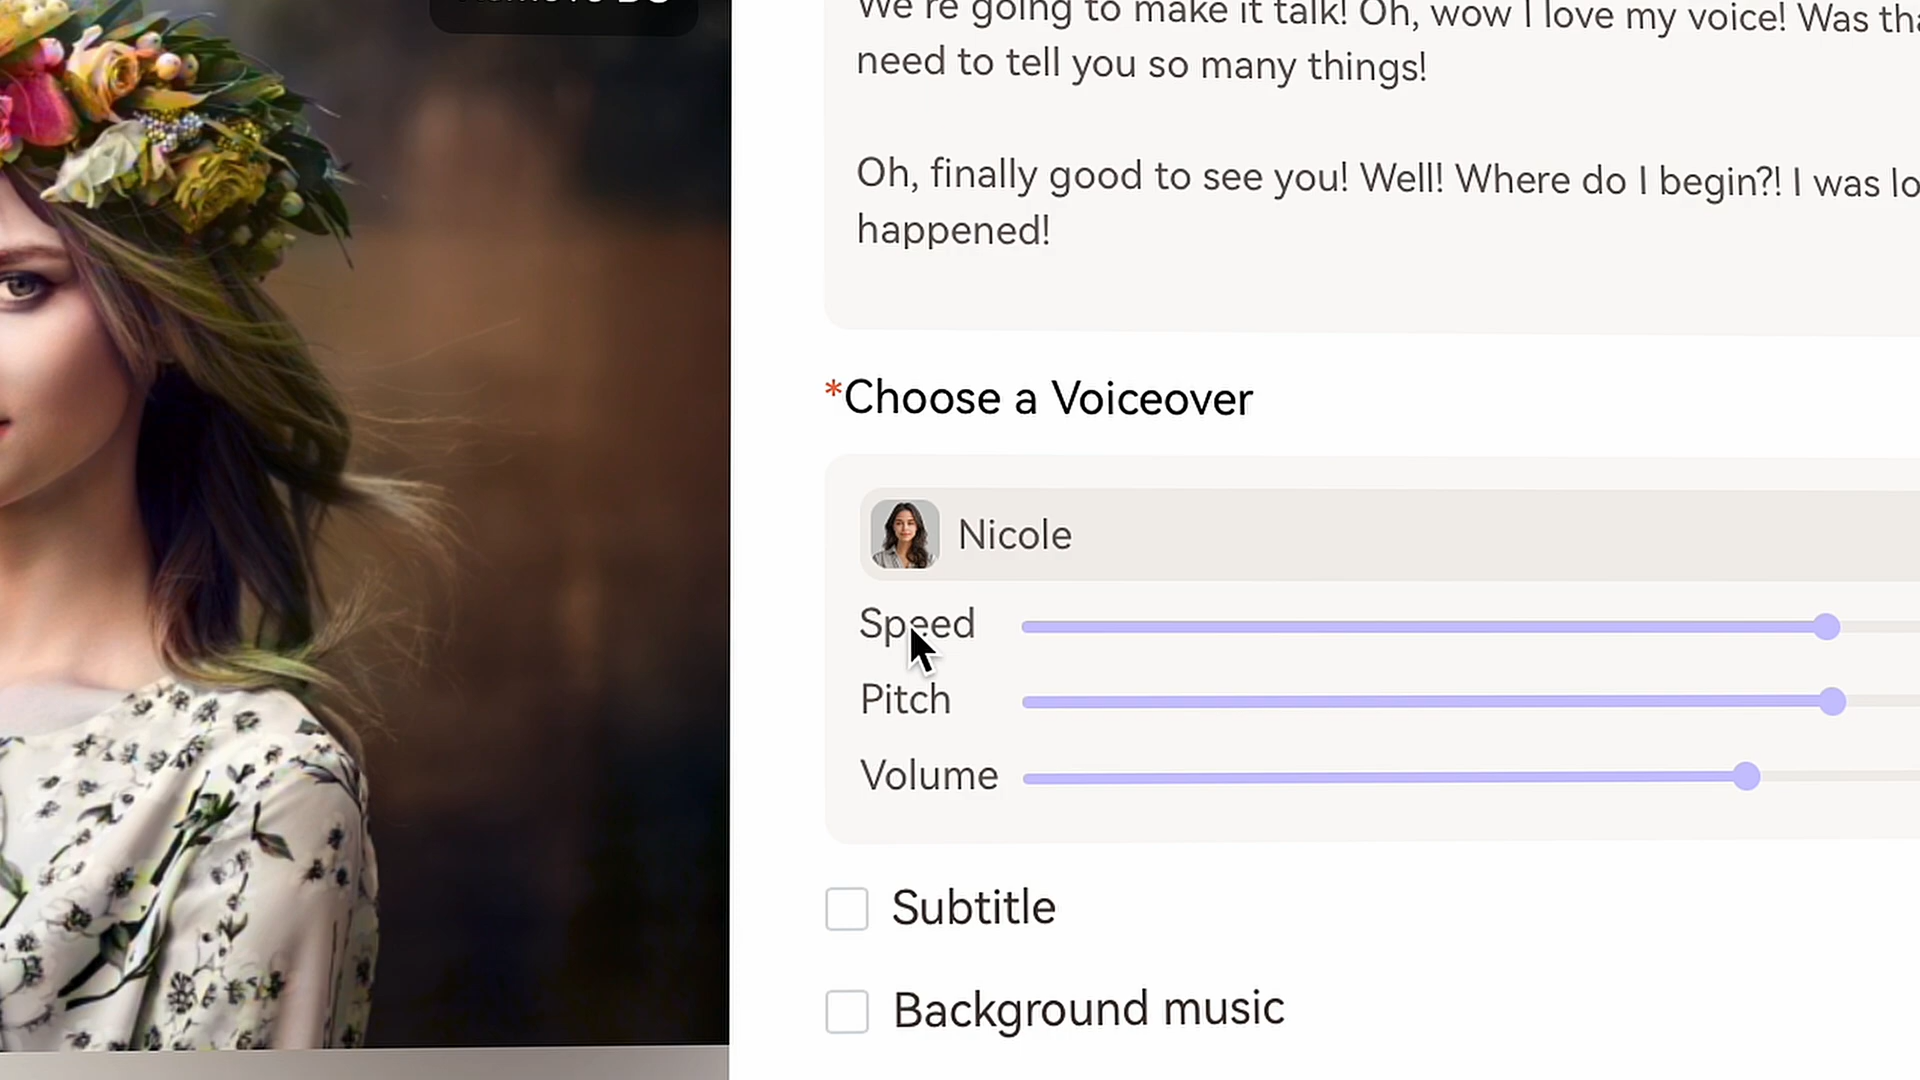 We're going to make it talk! Oh, wow I love my voice! Was
need to tell you so many things!
Oh, finally good to see you! Well! Where do I begin?! I was
happened!
*Choose a Voiceover
Nicole
Speed
Pitch
Volume
Subtitle
Background music